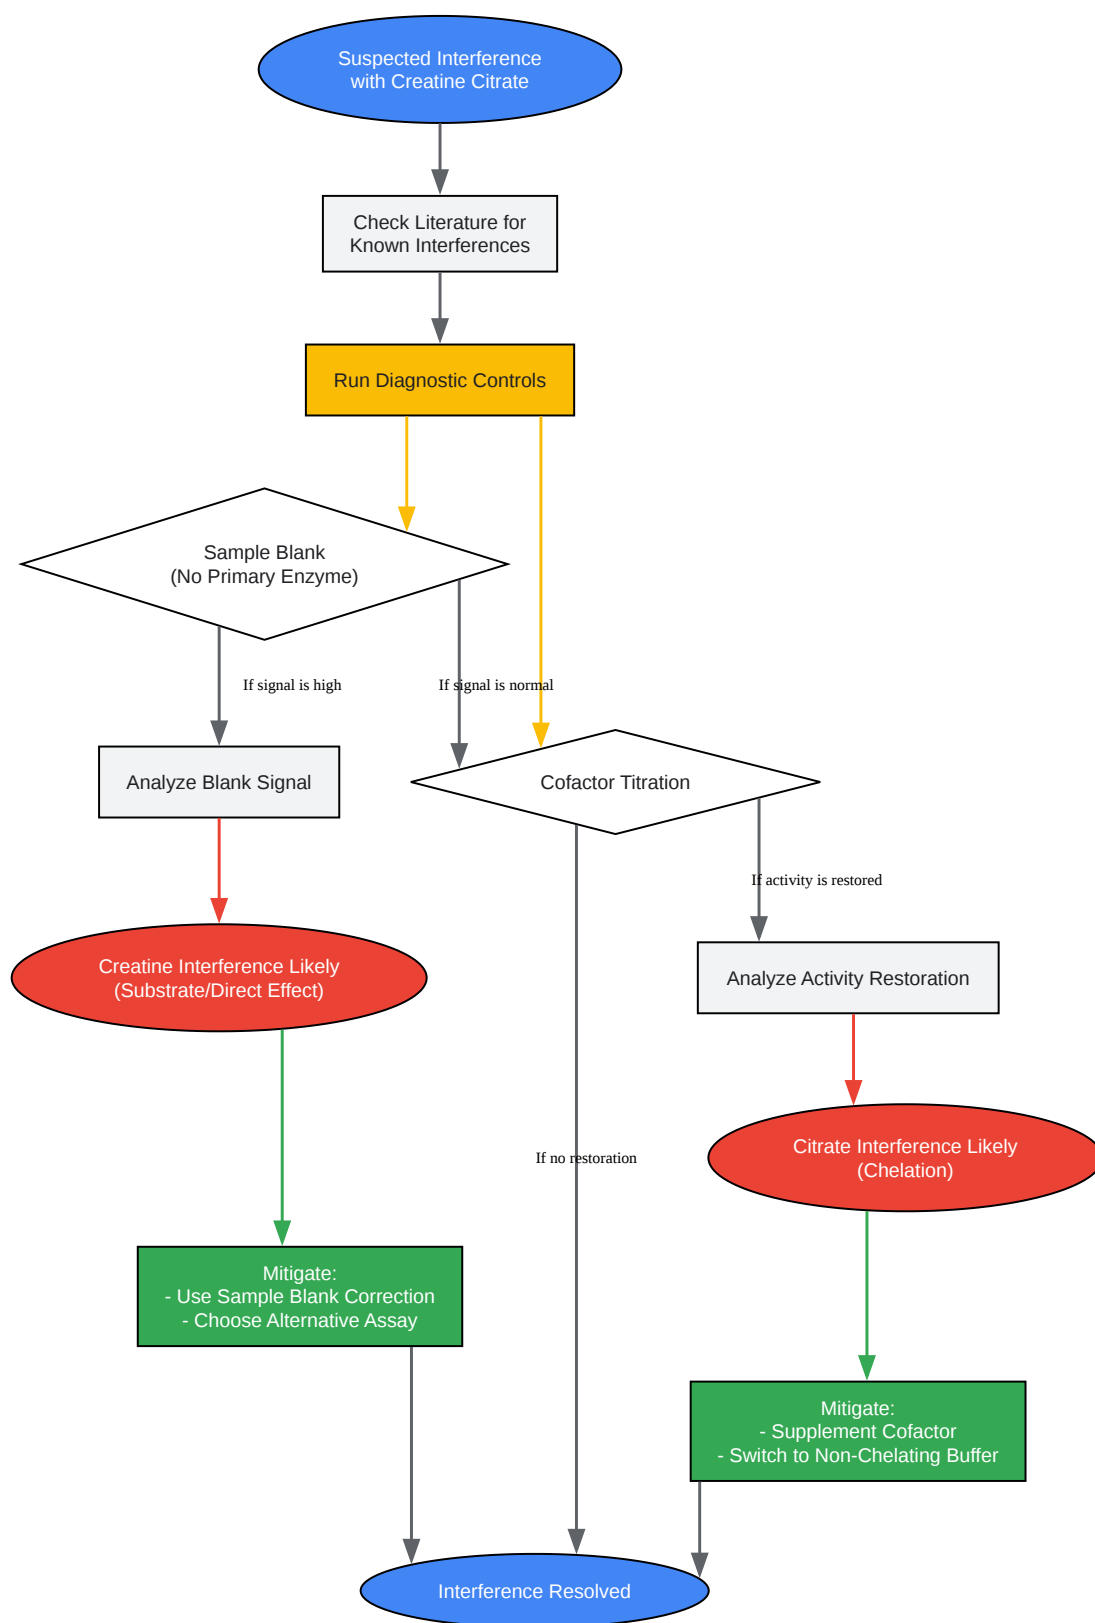 Suspected Interference
with Creatine Citrate
Check Literature for
Known Interferences
Run Diagnostic Controls
Sample Blank
(No Primary Enzyme)
If signal is high
If signal is normal
Analyze Blank Signal
Cofactor Titration
If activity is restored
Creatine Interference Likely
(Substrate/Direct Effect)
Analyze Activity Restoration
If no restoration
Citrate Interference Likely
(Chelation)
Mitigate:
- Use Sample Blank Correction
- Choose Alternative Assay
Mitigate:
- Supplement Cofactor
- Switch to Non-Chelating Buffer
Interference Resolved